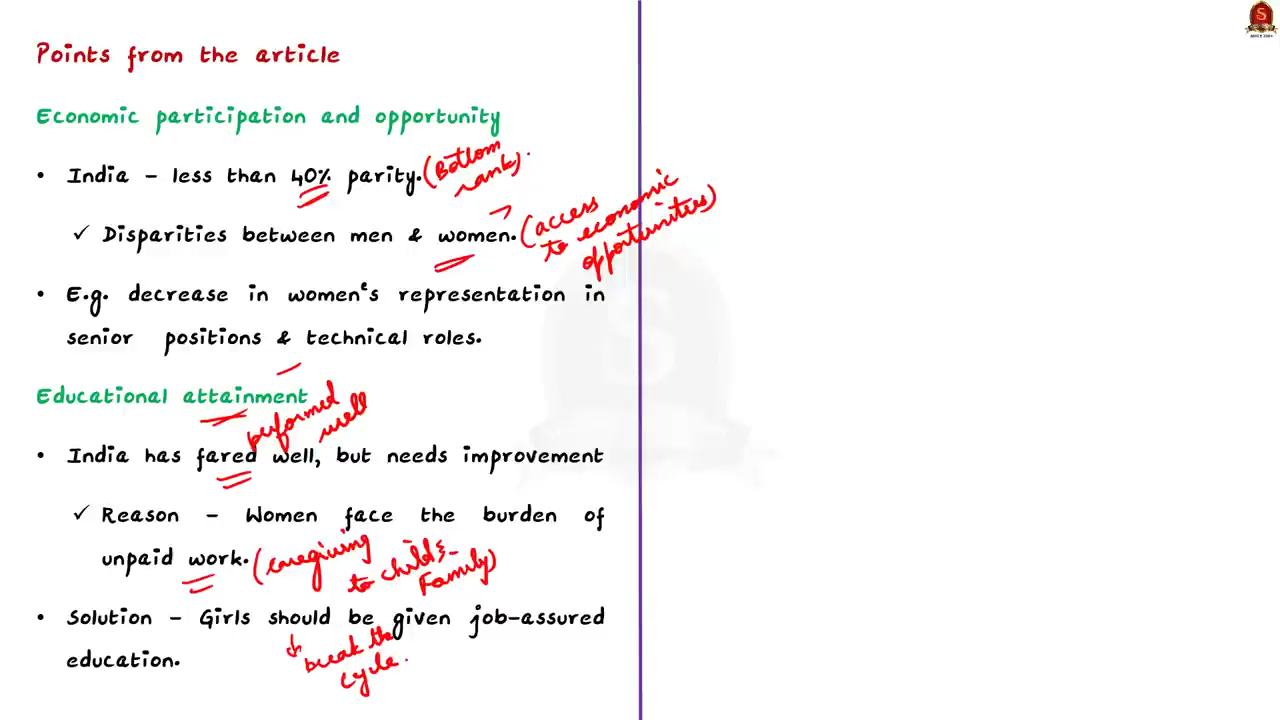 Points from the article
Economic participation and opportunity
• India – less than 40% parity. (Bottom
rank).
✓ Disparities between men & women. (access
to economic
opportunities)
• E.g. decrease in women's representation in
senior positions & technical roles.
Educational attainment
performed
well
• India has fared well, but needs improvement
✓ Reason – Women face the burden of
unpaid work. (caregiving
to child &
Family)
• Solution – Girls should be given job-assured
break the
cycle.
education.
S